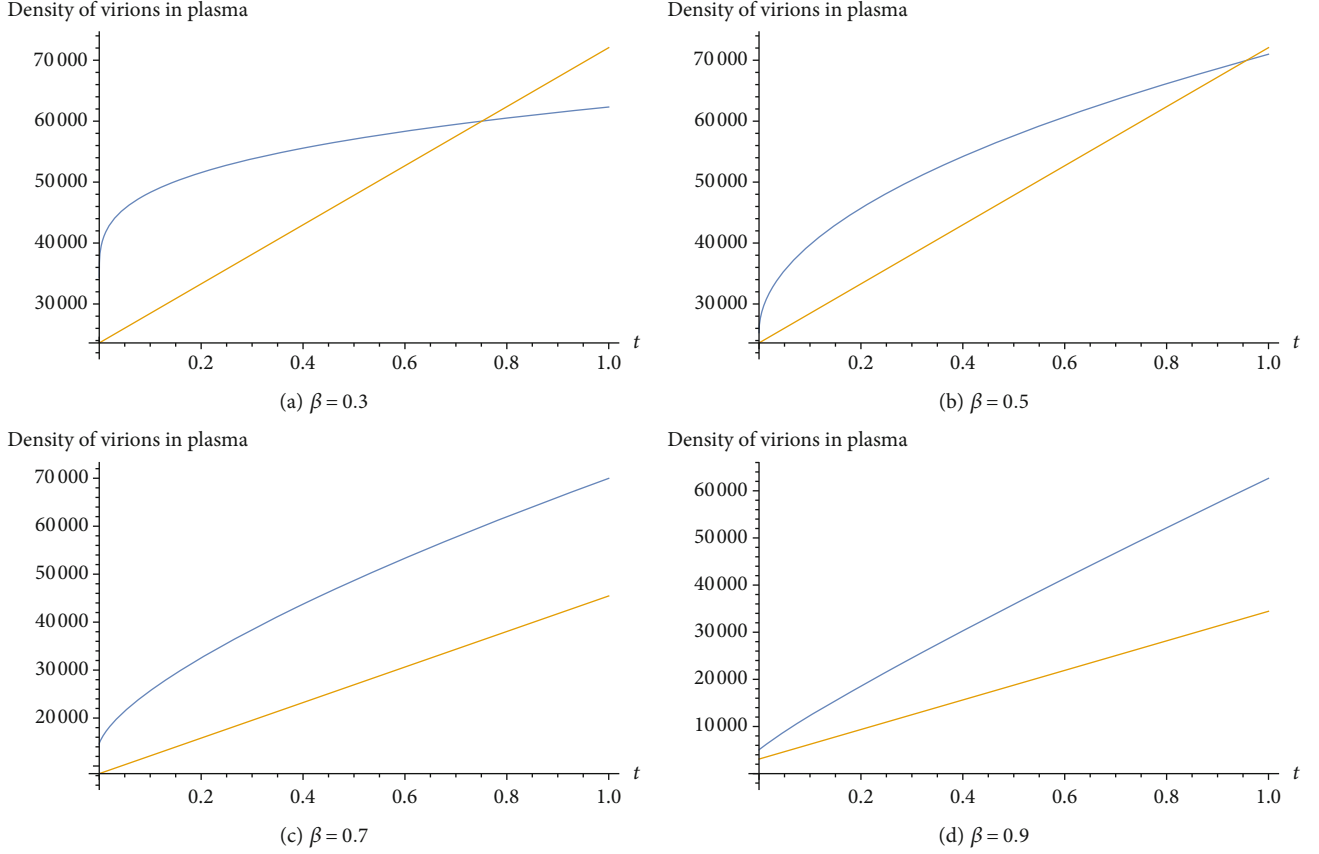 Density of virions in plasma
70 000
60 000
50 000
40 000
30 000
0.2 0.4 0.6 0.8 1.0 t
(a) β = 0.3
Density of virions in plasma
70 000
60 000
50 000
40 000
30 000
0.2 0.4 0.6 0.8 1.0 t
(b) β = 0.5
Density of virions in plasma
70 000
60 000
50 000
40 000
30 000
20 000
0.2 0.4 0.6 0.8 1.0 t
(c) β = 0.7
Density of virions in plasma
60 000
50 000
40 000
30 000
20 000
10 000
0.2 0.4 0.6 0.8 1.0 t
(d) β = 0.9